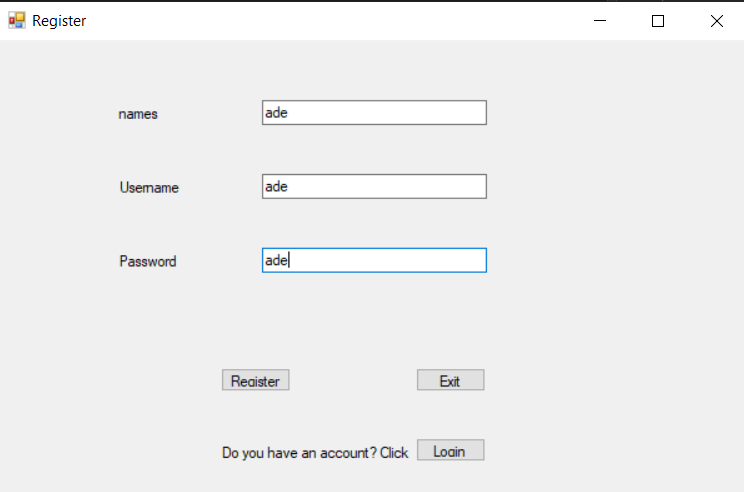 Register
names ade
Username ade
Password ade
Register Exit
Do you have an account? Click Login